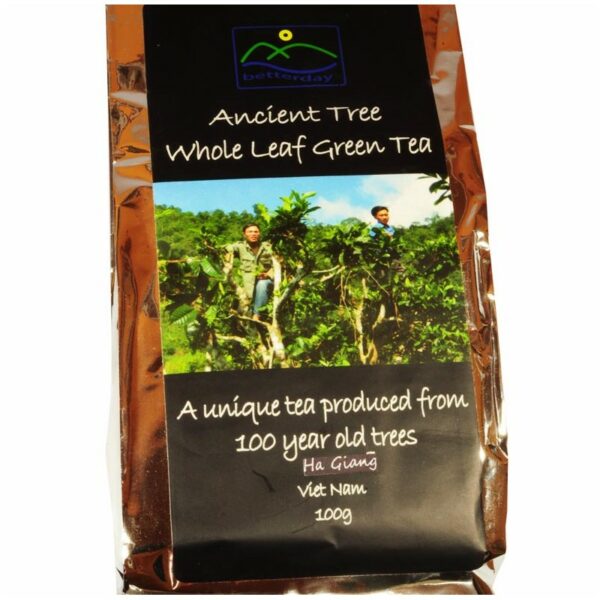 betterday
Ancient Tree
Whole Leaf Green Tea
A unique tea produced from
100 year old trees
Ha Giang
Viet Nam
100g